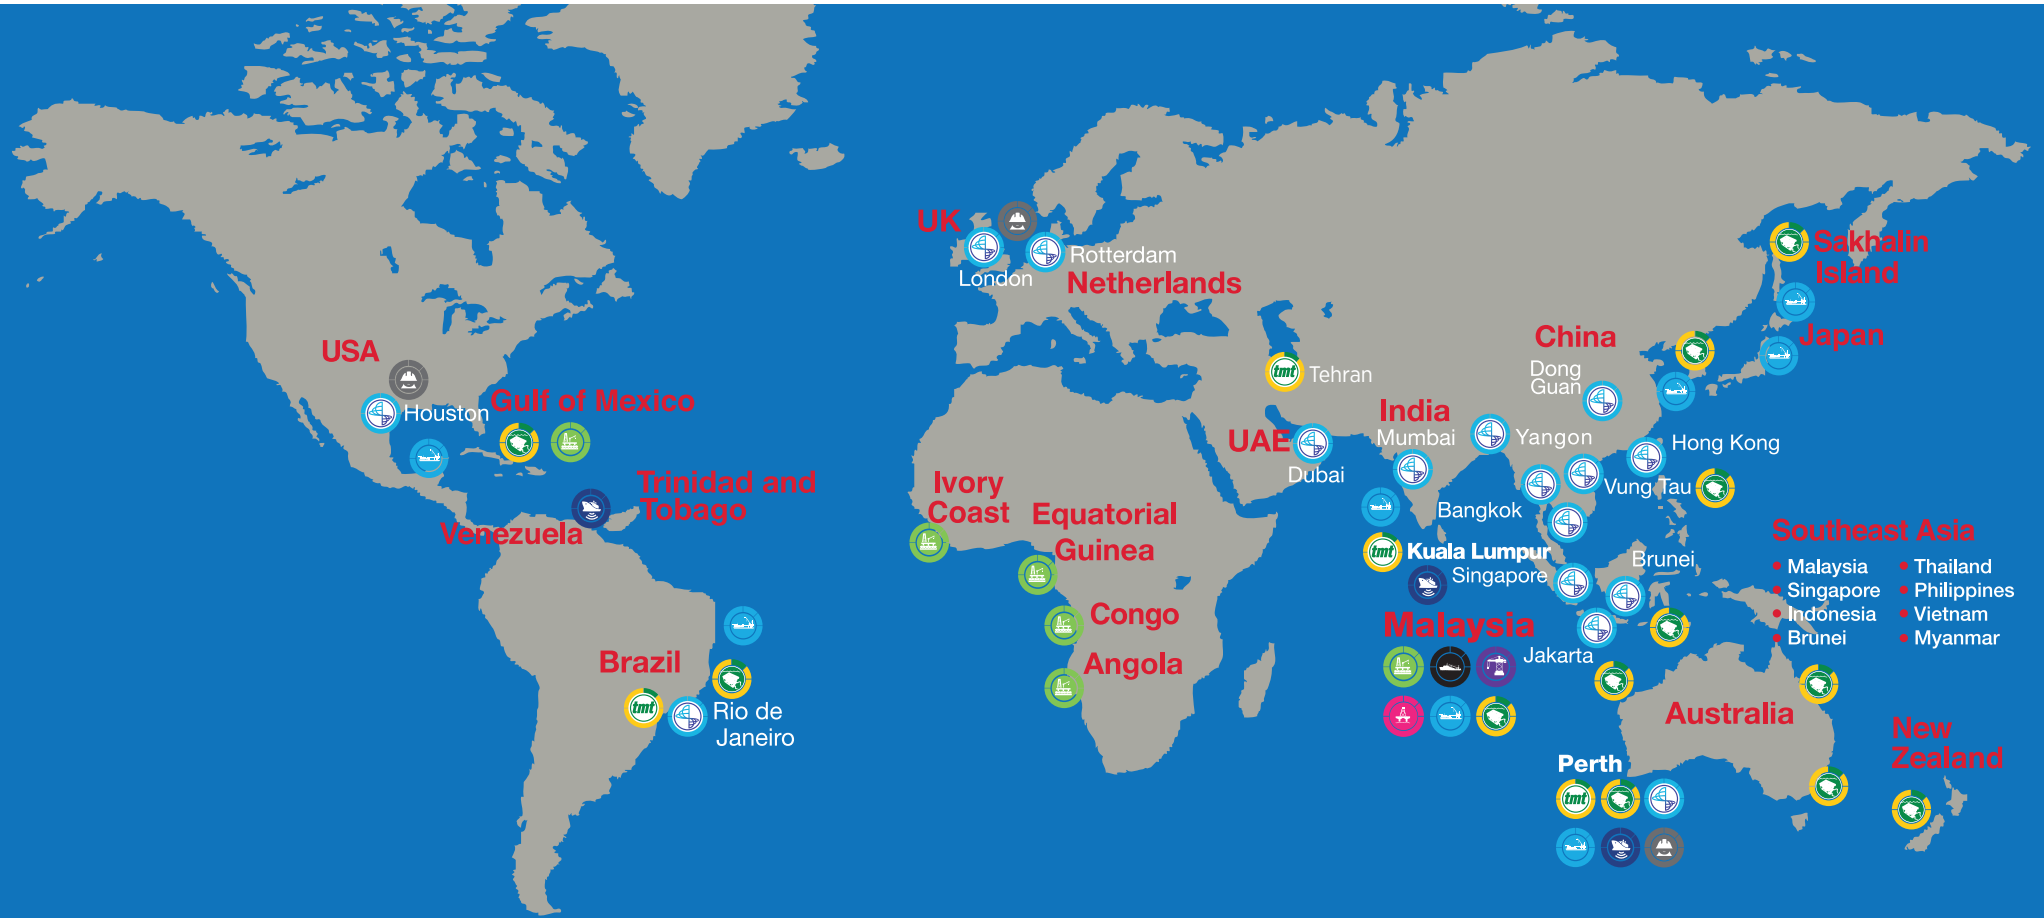 UK
London
Rotterdam
Netherlands
Sakhalin
Island
Japan
China
Dong
Guan
USA
Houston
Gulf of Mexico
tmt
Tehran
India
Mumbai
UAE
Dubai
Yangon
Hong Kong
Vung Tau
Bangkok
Trinidad and
Tobago
Venezuela
Ivory
Coast
Equatorial
Guinea
Congo
Angola
tmt
Kuala Lumpur
Singapore
Brunei
Malaysia
Jakarta
Southeast Asia
• Malaysia
• Singapore
• Indonesia
• Brunei
• Thailand
• Philippines
• Vietnam
• Myanmar
Brazil
tmt
Rio de
Janeiro
Australia
Perth
tmt
New
Zealand